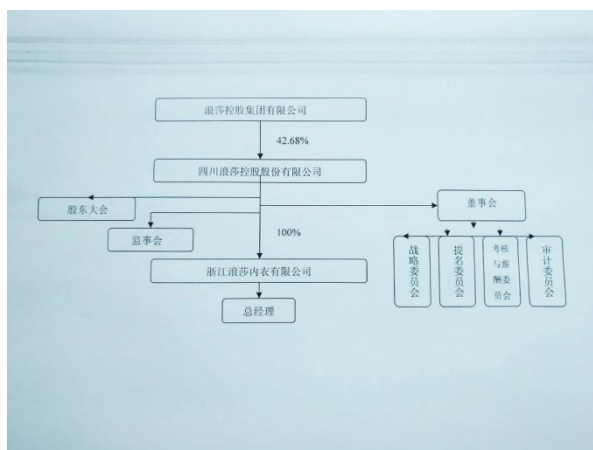 浪莎控股集团有限公司
42.68%
四川浪莎控股股份有限公司
股东大会
董事会
监事会
100%
浙江浪莎内衣有限公司
总经理
战略委员会
提名委员会
考核
与薪
酬委
员会
审计委员会